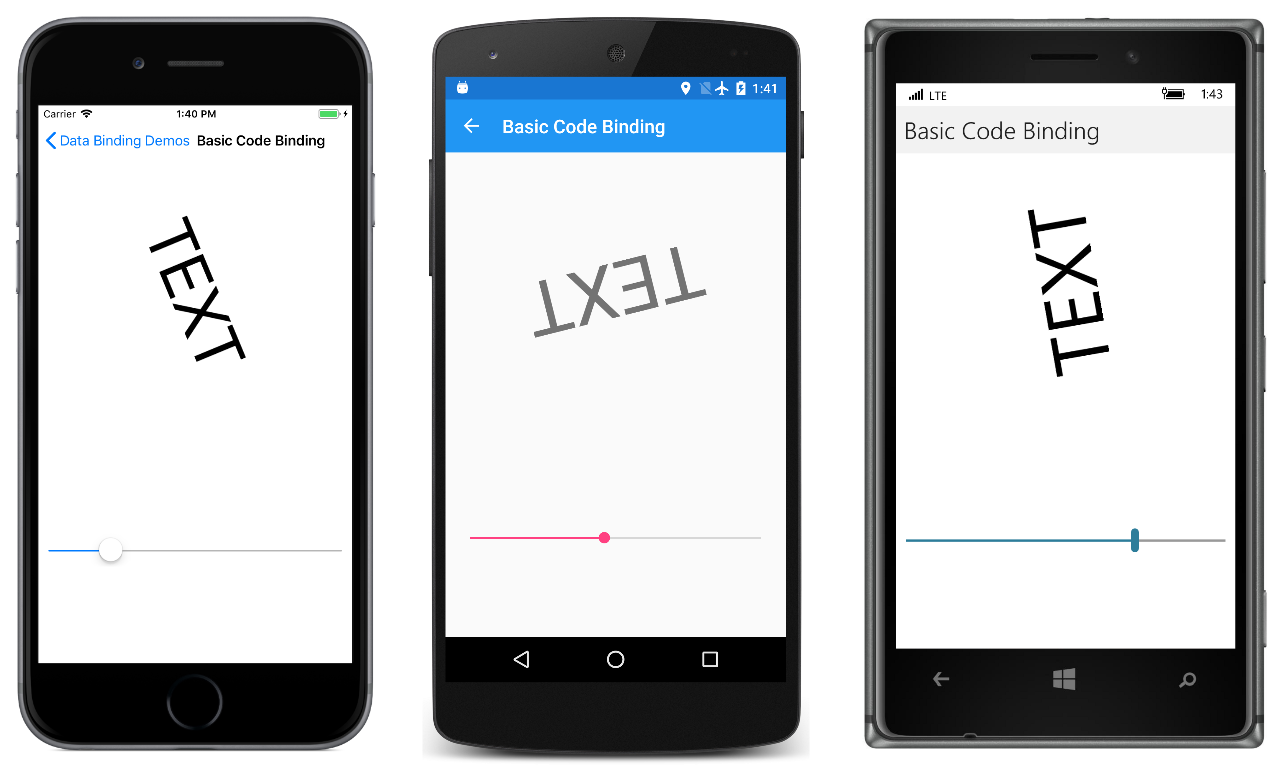 Carrier 1:40 PM
Data Binding Demos Basic Code Binding
TEXT
1:41
Basic Code Binding
TEXT
LTE 1:43
Basic Code Binding
TEXT